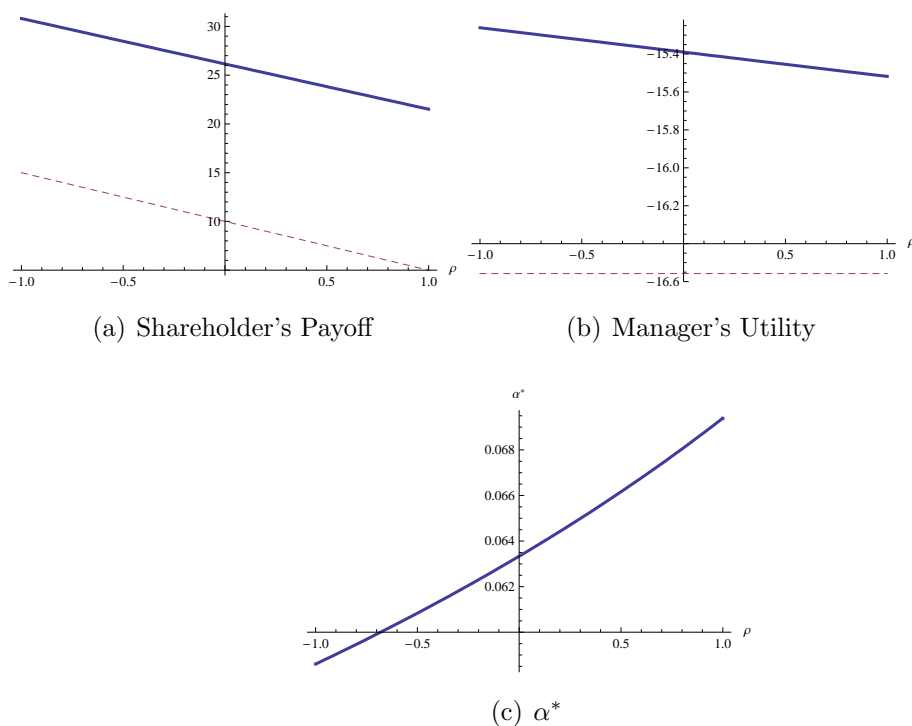 30
25
20
15
10
-1.0 -0.5 0 0.5 1.0 ρ
(a) Shareholder's Payoff
−15.4
−15.6
−15.8
−16.0
−16.2
−16.4
-1.0 -0.5 0.5 1.0 ρ
−16.6
(b) Manager's Utility
α*
0.068
0.066
0.064
0.062
−1.0 −0.5 0 0.5 1.0 ρ
(c) α*